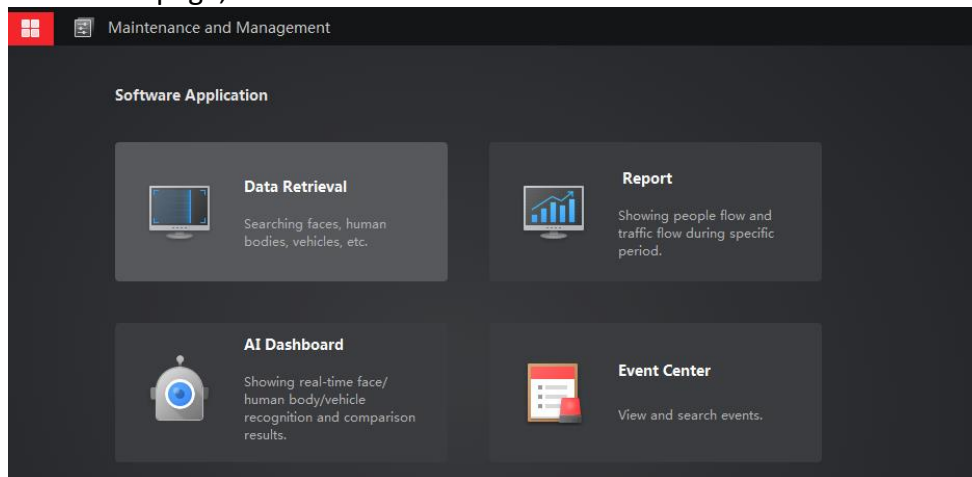 Maintenance and Management
Software Application
Data Retrieval
Searching faces, human
bodies, vehicles, etc.
Report
Showing people flow and
traffic flow during specific
period.
AI Dashboard
Showing real-time face/
human body/vehicle
recognition and comparison
results.
Event Center
View and search events.